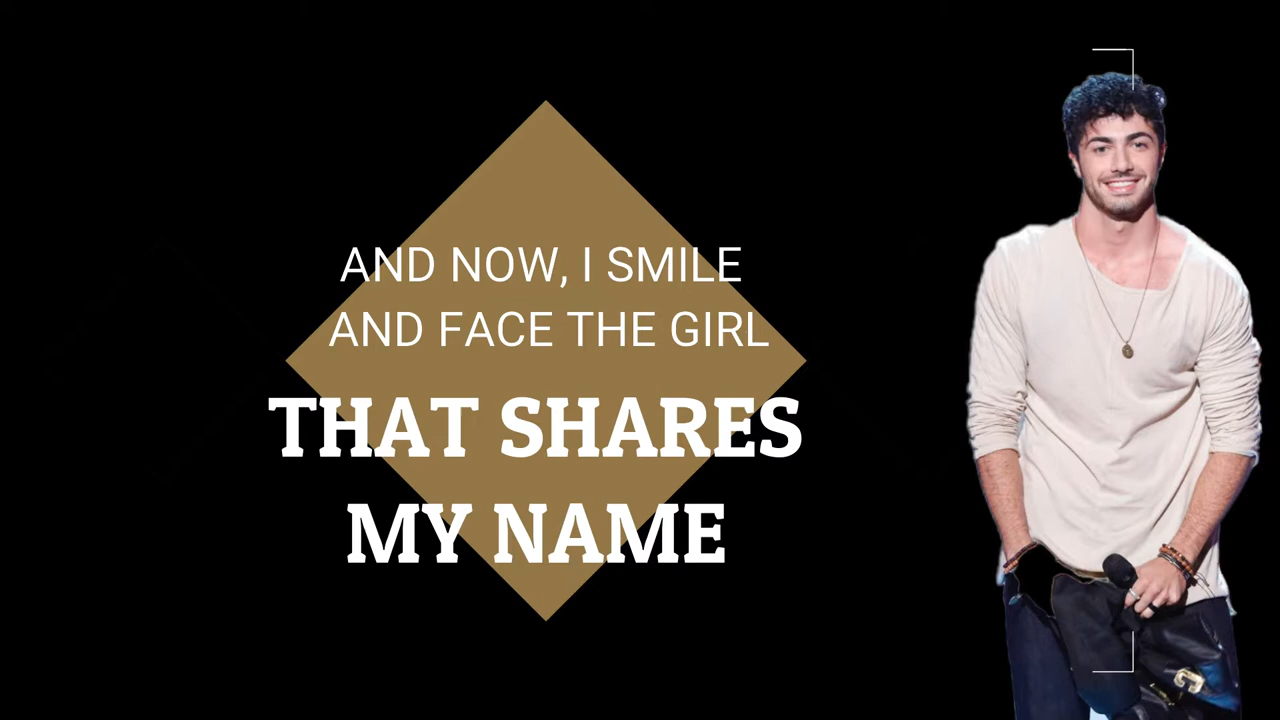 AND NOW, I SMILE
AND FACE THE GIRL
THAT SHARES
MY NAME